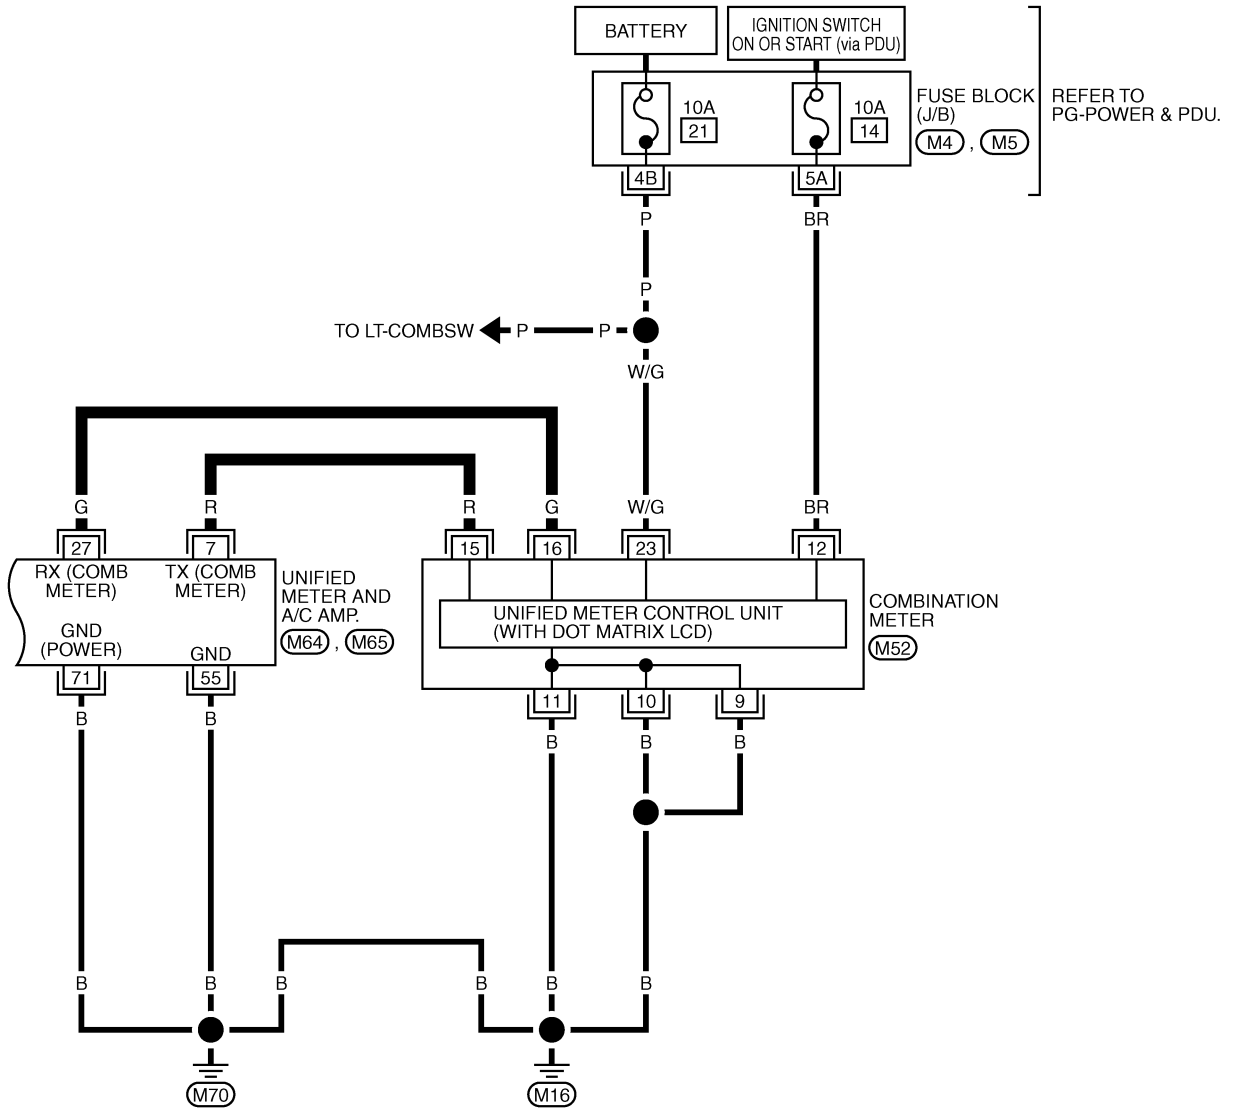 BATTERY
IGNITION SWITCH
ON OR START (via PDU)
10A
21
10A
14
FUSE BLOCK
(J/B)
M4 , M5
REFER TO
PG-POWER & PDU.
4B
5A
P
BR
P
TO LT-COMBSW
P
P
W/G
G
R
R
G
W/G
BR
27
7
15
16
23
12
RX (COMB
METER)
TX (COMB
METER)
GND
(POWER)
GND
UNIFIED
METER AND
A/C AMP.
M64 , M65
UNIFIED METER CONTROL UNIT
(WITH DOT MATRIX LCD)
COMBINATION
METER
M52
71
55
11
10
9
B
B
B
B
B
B
B
B
B
B
B
M70
M16